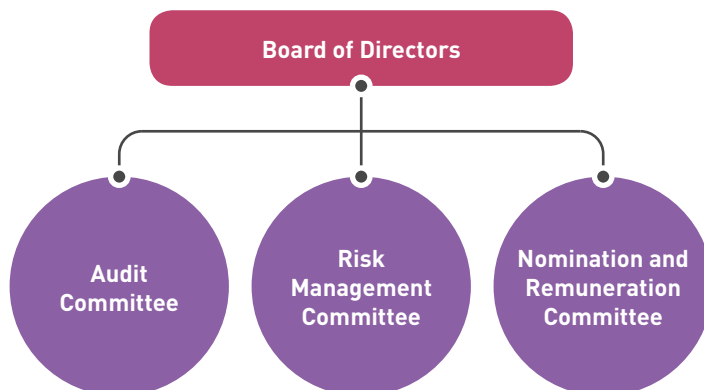 Board of Directors
Audit
Committee
Risk
Management
Committee
Nomination and
Remuneration
Committee